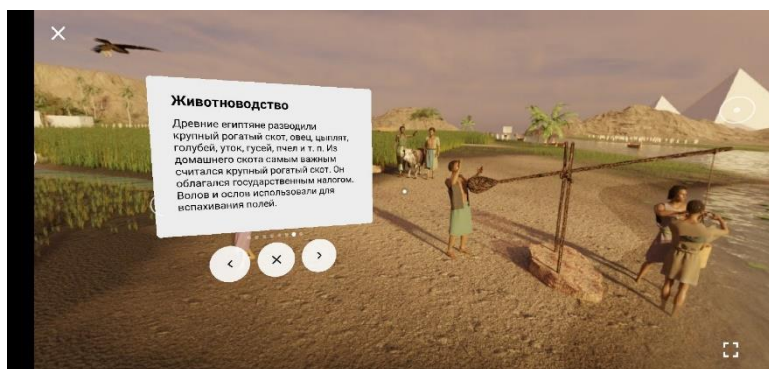 Животноводство
Древние египтяне разводили
крупный рогатый скот, овец, цыплят,
голубей, уток, гусей, пчел и т. п. Из
домашнего скота самым важным
считался крупный рогатый скот. Он
облагался государственным налогом.
Волов и ослов использовали для
вспахивания полей.